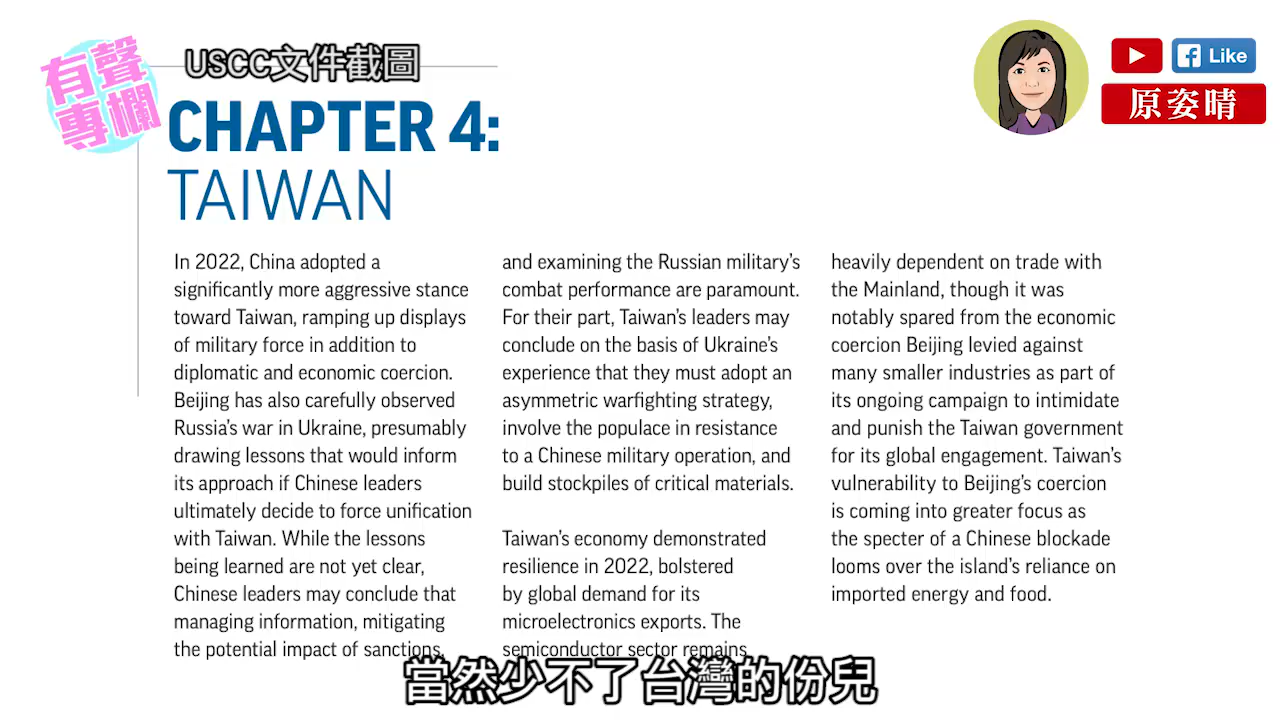 有聲
專欄
USCC文件截圖
Like
原姿晴
CHAPTER 4:
TAIWAN
In 2022, China adopted a
significantly more aggressive stance
toward Taiwan, ramping up displays
of military force in addition to
diplomatic and economic coercion.
Beijing has also carefully observed
Russia's war in Ukraine, presumably
drawing lessons that would inform
its approach if Chinese leaders
ultimately decide to force unification
with Taiwan. While the lessons
being learned are not yet clear,
Chinese leaders may conclude that
managing information, mitigating
the potential impact of sanctions,
and examining the Russian military's
combat performance are paramount.
For their part, Taiwan's leaders may
conclude on the basis of Ukraine's
experience that they must adopt an
asymmetric warfighting strategy,
involve the populace in resistance
to a Chinese military operation, and
build stockpiles of critical materials.
Taiwan's economy demonstrated
resilience in 2022, bolstered
by global demand for its
microelectronics exports. The
semiconductor sector remains
heavily dependent on trade with
the Mainland, though it was
notably spared from the economic
coercion Beijing levied against
many smaller industries as part of
its ongoing campaign to intimidate
and punish the Taiwan government
for its global engagement. Taiwan's
vulnerability to Beijing's coercion
is coming into greater focus as
the specter of a Chinese blockade
looms over the island's reliance on
imported energy and food.
當然少不了台灣的份兒